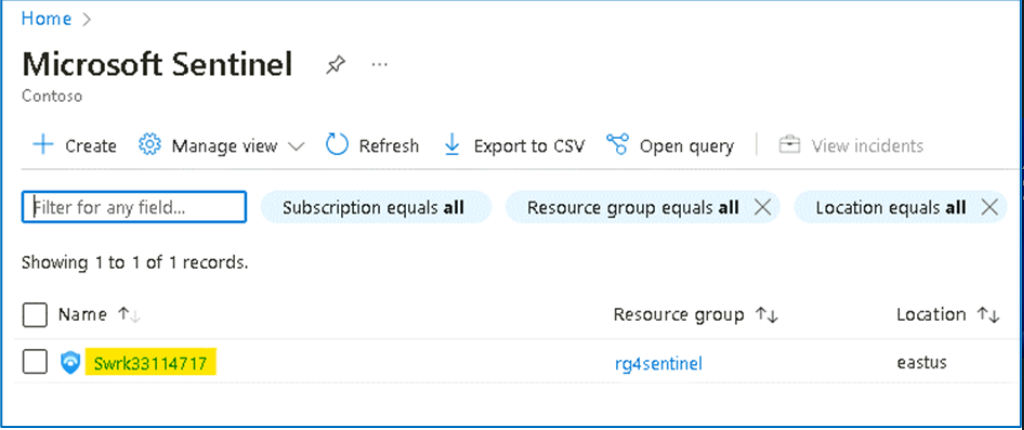 Home >
Microsoft Sentinel ...
Contoso
+ Create Manage view Refresh Export to CSV Open query | View incidents
Filter for any field... Subscription equals all Resource group equals all × Location equals all ×
Showing 1 to 1 of 1 records.
Name ↑↓ Resource group ↑↓ Location ↑↓
Swrk33114717 rg4sentinel eastus